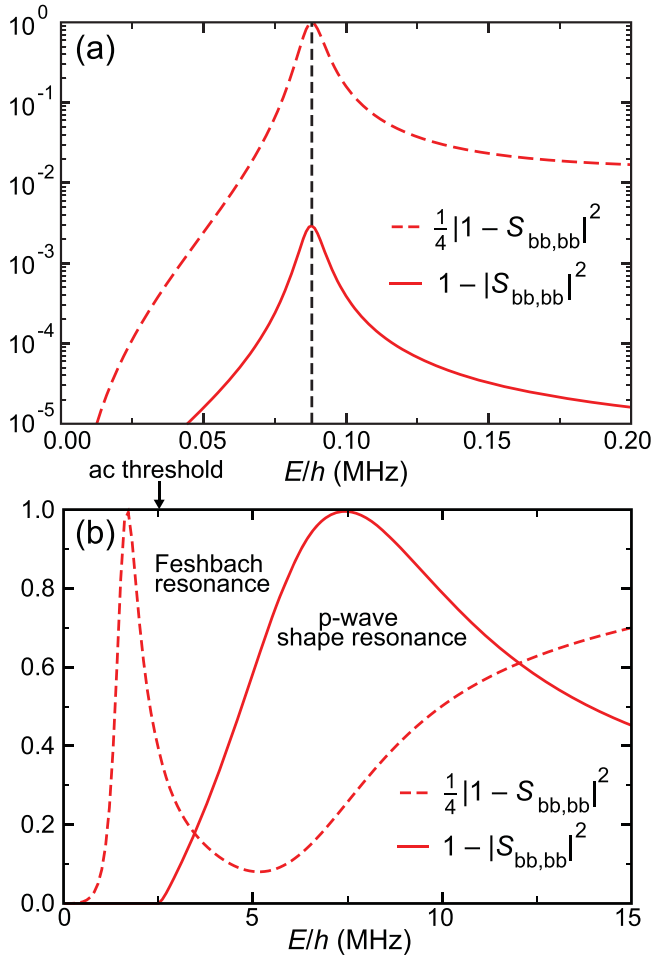 (a)
10⁰
10⁻¹
10⁻²
10⁻³
10⁻⁴
10⁻⁵
¼|1 − S_bb,bb|²
1 − |S_bb,bb|²
0.00 0.05 0.10 0.15 0.20
E/h (MHz)
ac threshold
(b)
1.0
0.8
0.6
0.4
0.2
0.0
Feshbach
resonance
p-wave
shape resonance
¼|1 − S_bb,bb|²
1 − |S_bb,bb|²
0 5 10 15
E/h (MHz)